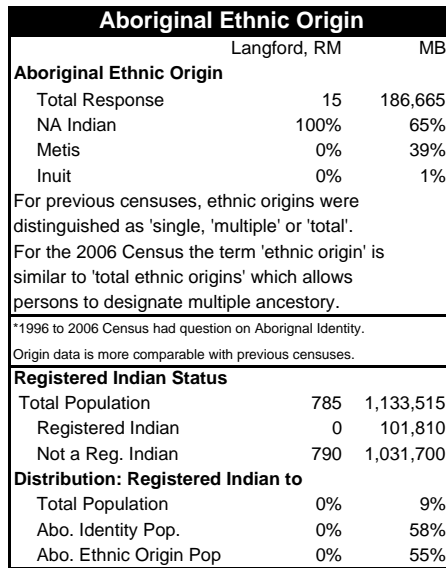 Aboriginal Ethnic Origin
Langford, RM MB
Aboriginal Ethnic Origin
Total Response 15 186,665
NA Indian 100% 65%
Metis 0% 39%
Inuit 0% 1%
For previous censuses, ethnic origins were
distinguished as 'single, 'multiple' or 'total'.
For the 2006 Census the term 'ethnic origin' is
similar to 'total ethnic origins' which allows
persons to designate multiple ancestory.
*1996 to 2006 Census had question on Aborignal Identity.
Origin data is more comparable with previous censuses.
Registered Indian Status
Total Population 785 1,133,515
Registered Indian 0 101,810
Not a Reg. Indian 790 1,031,700
Distribution: Registered Indian to
Total Population 0% 9%
Abo. Identity Pop. 0% 58%
Abo. Ethnic Origin Pop 0% 55%